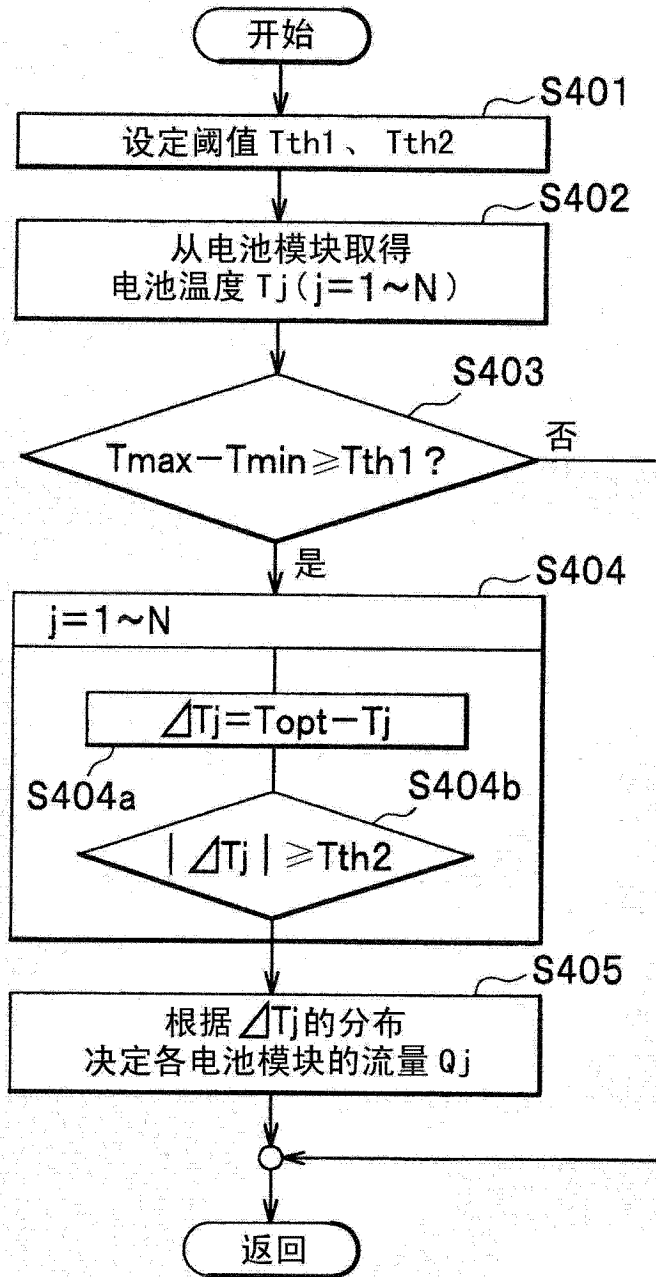 开始
S401
设定阈值 Tth1、 Tth2
S402
从电池模块取得
电池温度 Tj(j=1~N)
S403
Tmax-Tmin≥Tth1?
否
是
S404
j=1~N
⊿Tj=Topt-Tj
S404a
S404b
|⊿Tj|≥Tth2
S405
根据⊿Tj的分布
决定各电池模块的流量 Qj
返回